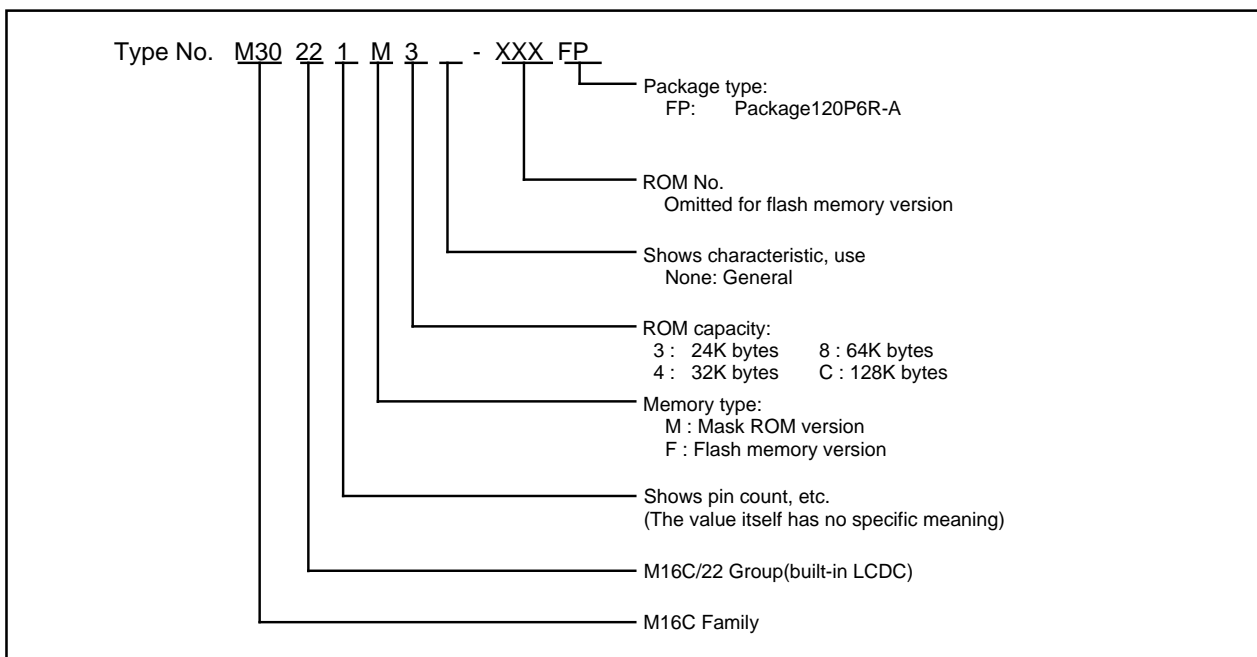 Type No. M30 22 1 M 3 - XXX FP
Package type:
FP: Package120P6R-A
ROM No.
Omitted for flash memory version
Shows characteristic, use
None: General
ROM capacity:
3 : 24K bytes 8 : 64K bytes
4 : 32K bytes C : 128K bytes
Memory type:
M : Mask ROM version
F : Flash memory version
Shows pin count, etc.
(The value itself has no specific meaning)
M16C/22 Group(built-in LCDC)
M16C Family